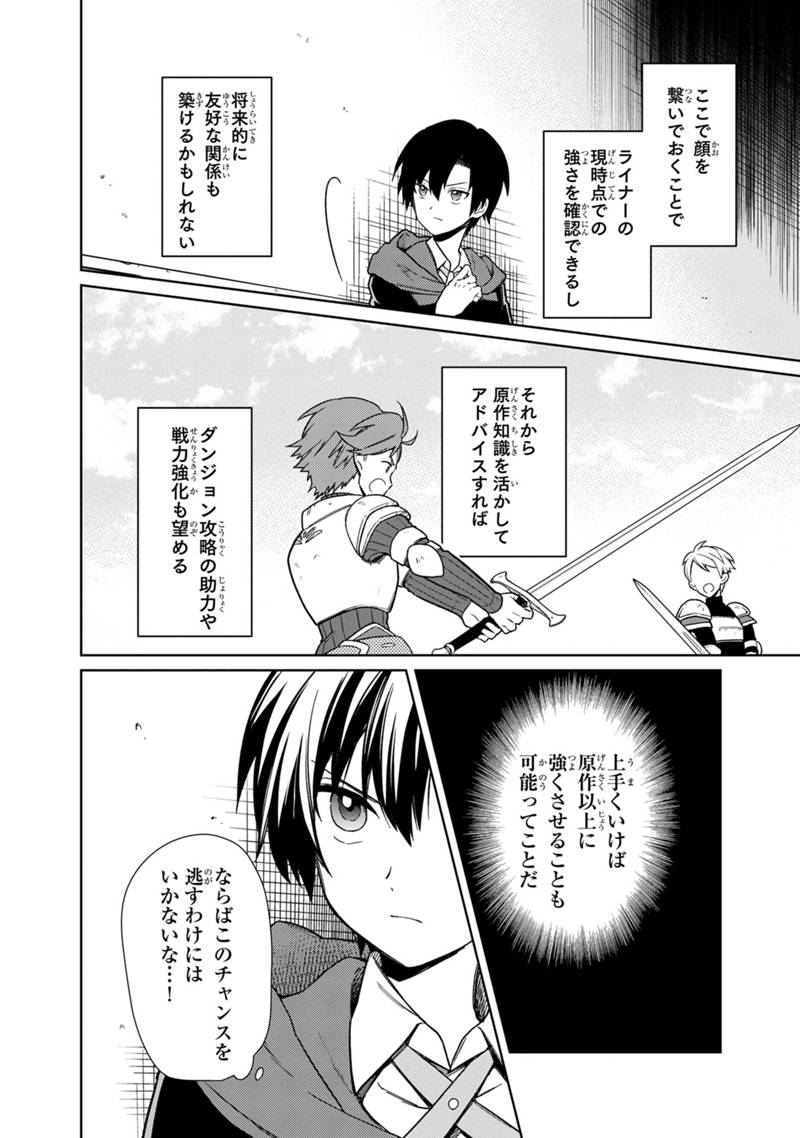 ここで顔を
繋いでおくことで
ライナーの
現時点での
強さを確認できるし
将来的に
友好な関係も
築けるかもしれない
それから
原作知識を活かして
アドバイスすれば
ダンジョン攻略の助力や
戦力強化も望める
上手くいけば
原作以上に
強くさせることも
可能ってことだ
ならばこのチャンスを
逃すわけには
いかないな…!